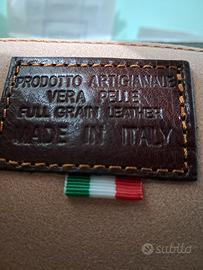 PRODOTTO ARTIGIANALE
VERA PELLE
FULL GRAIN LEATHER
MADE IN ITALY
subito